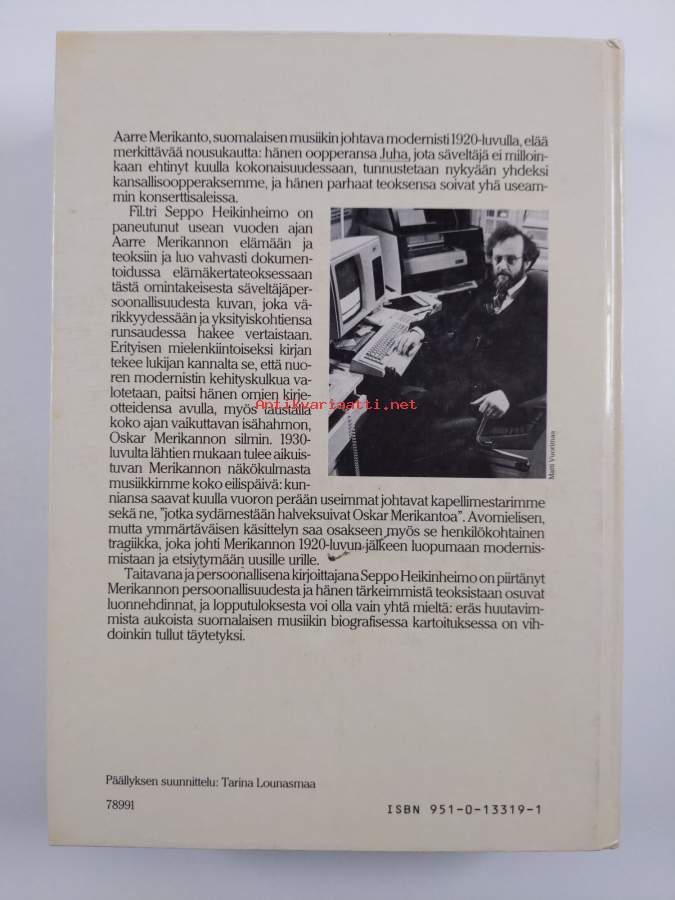 Aarre Merikanto, suomalaisen musiikin johtava modernisti 1920-luvulla, elää
merkittävää nousukautta: hänen oopperansa Juha, jota säveltäjä ei milloin-
kaan ehtinyt kuulla kokonaisuudessaan, tunnustetaan nykyään yhdeksi
kansallisoopperaksemme, ja hänen parhaat teoksensa soivat yhä useam-
min konserttisaleissa.
Fil.tri Seppo Heikinheimo on
paneutunut usean vuoden ajan
Aarre Merikannon elämään ja
teoksiin ja luo vahvasti dokumen-
toidussa elämäkertateoksessaan
tästä omintakeisesta säveltäjäper-
soonallisuudesta kuvan, joka vä-
rikkyydessään ja yksityiskohtiensa
runsaudessa hakee vertaistaan.
Erityisen mielenkiintoiseksi kirjan
tekee lukijan kannalta se, että nuo-
ren modernistin kehityskulkua va-
lotetaan, paitsi hänen omien kirje-
otteidensa avulla, myös taustalla
koko ajan vaikuttavan isähahmon,
Oskar Merikannon silmin. 1930-
luvulta lähtien mukaan tulee aikuis-
tuvan Merikannon näkökulmasta
musiikkimme koko eilispäivä: kun-
niansa saavat kuulla vuoron perään useimmat johtavat kapellimestarimme
sekä ne, "jotka sydämestään halveksuivat Oskar Merikantoa". Avomielisen,
mutta ymmärtäväisen käsittelyn saa osakseen myös se henkilökohtainen
tragiikka, joka johti Merikannon 1920-luvun jälkeen luopumaan modernis-
mistaan ja etsiytymään uusille urille.
Taitavana ja persoonallisena kirjoittajana Seppo Heikinheimo on piirtänyt
Merikannon persoonallisuudesta ja hänen tärkeimmistä teoksistaan osuvat
luonnehdinnat, ja lopputuloksesta voi olla vain yhtä mieltä: eräs huutavim-
mista aukoista suomalaisen musiikin biografisessa kartoituksessa on vih-
doinkin tullut täytetyksi.
Matti Vuorimaa
Antikvariaatti.net
Päällyksen suunnittelu: Tarina Lounasmaa
78991
ISBN 951-0-13319-1